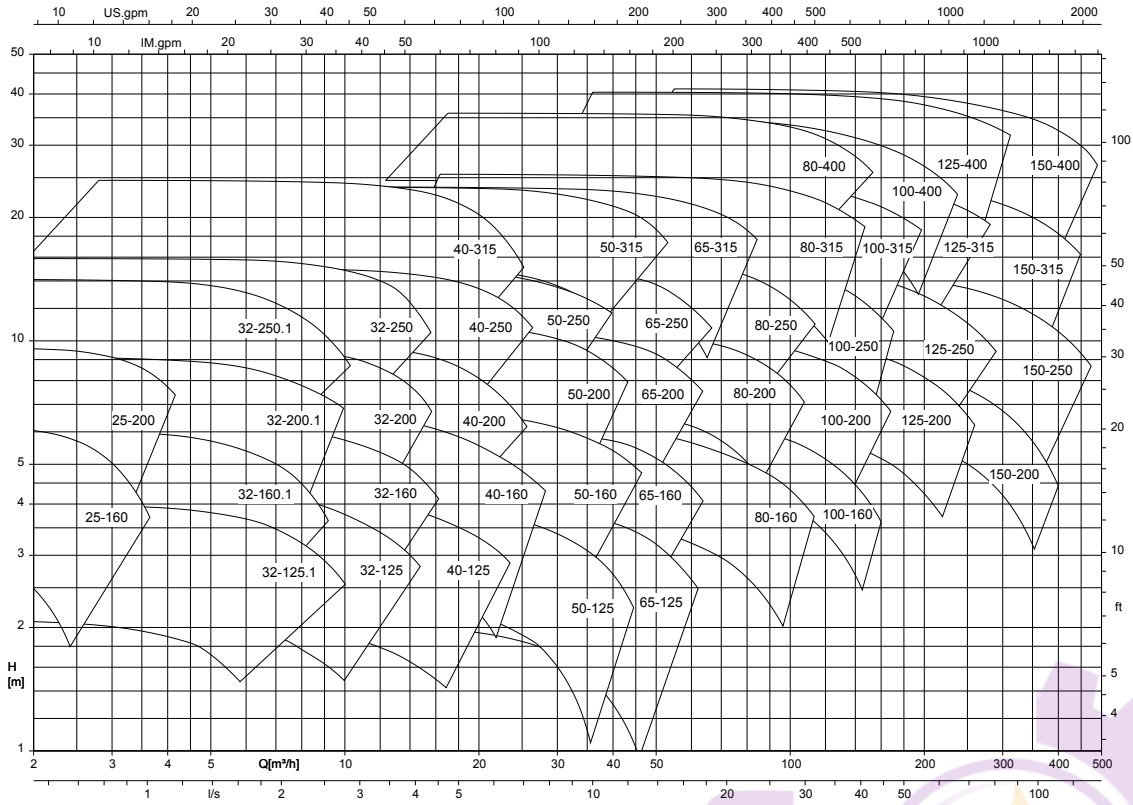 10 US.gpm 20 30 40 50 100 200 300 400 500 1000 2000
10 IM.gpm 20 30 40 50 100 200 300 400 500 1000
50
40
30
20
10
5
4
3
2
H
[m]
1
100
50
40
30
20
10
ft
5
4
80-400 100-400 125-400 150-400
40-315 50-315 65-315 80-315 100-315 125-315 150-315
32-250.1 32-250 40-250 50-250 65-250 80-250 100-250 125-250 150-250
25-200 32-200.1 32-200 40-200 50-200 65-200 80-200 100-200 125-200 150-200
25-160 32-160.1 32-160 40-160 50-160 65-160 80-160 100-160
32-125.1 32-125 40-125 50-125 65-125
2 3 4 5 Q[m³/h] 10 20 30 40 50 100 200 300 400 500
1 l/s 2 3 4 5 10 20 30 40 50 100